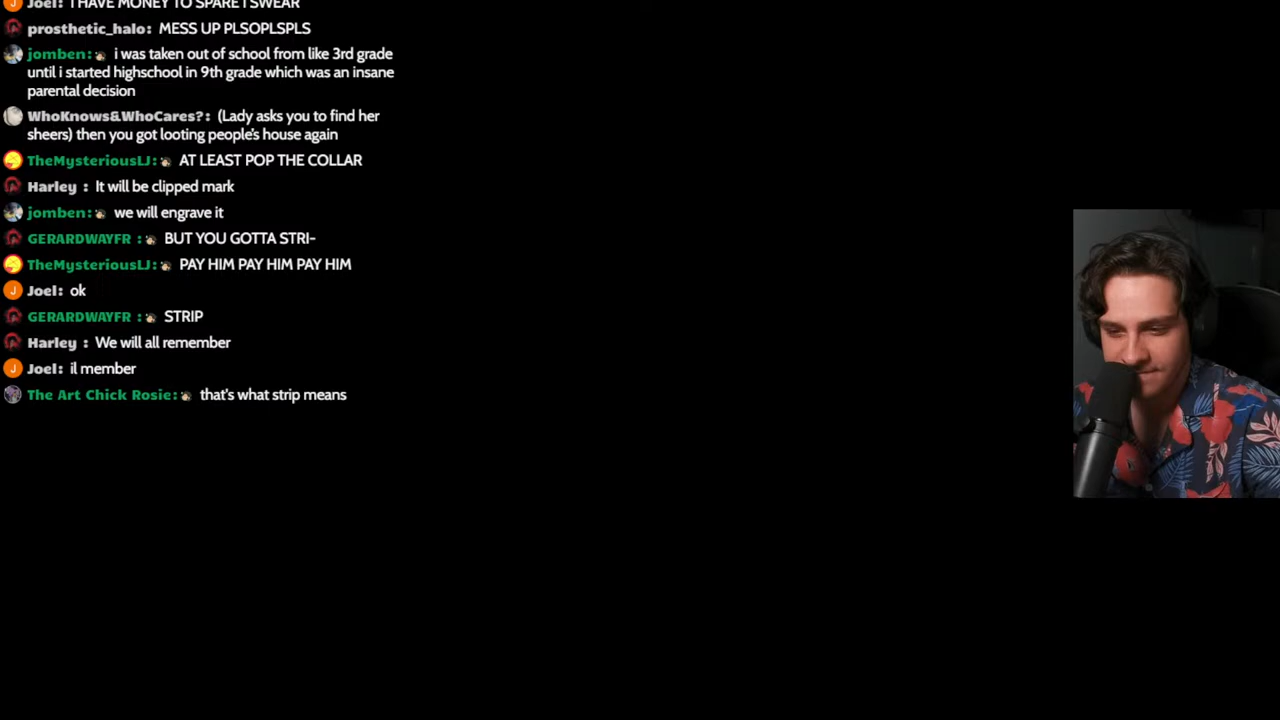 Joel: I HAVE MONEY TO SPARE I SWEAR
prosthetic_halo: MESS UP PLSOPLSPLS
jomben: i was taken out of school from like 3rd grade
until i started highschool in 9th grade which was an insane
parental decision
WhoKnows&WhoCares?: (Lady asks you to find her
sheers) then you got looting people's house again
TheMysteriousLJ: AT LEAST POP THE COLLAR
Harley : It will be clipped mark
jomben: we will engrave it
GERARDWAYFR : BUT YOU GOTTA STRI-
TheMysteriousLJ: PAY HIM PAY HIM PAY HIM
Joel: ok
GERARDWAYFR : STRIP
Harley : We will all remember
Joel: il member
The Art Chick Rosie: that's what strip means